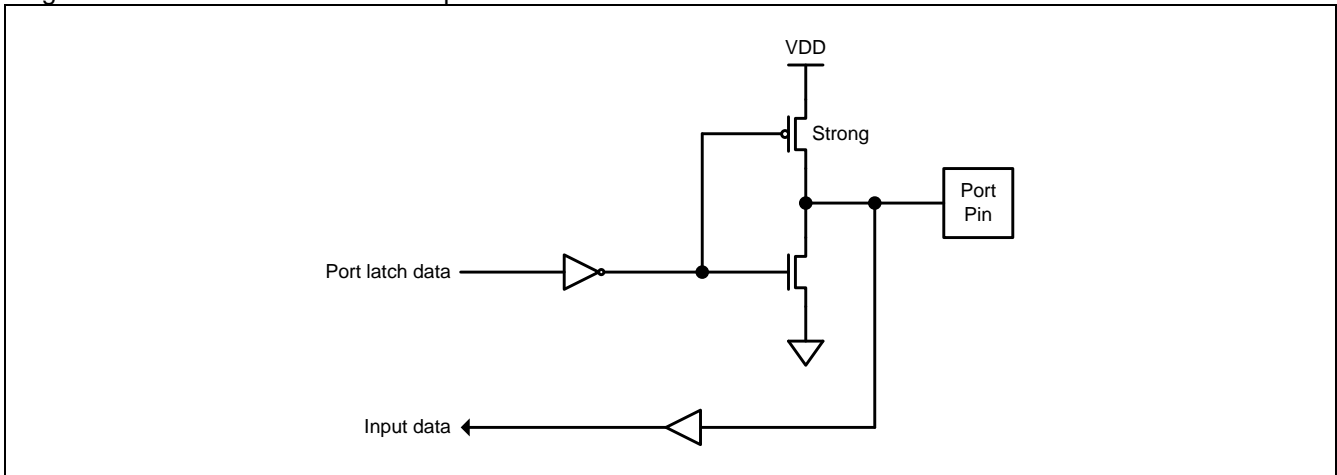 VDD
Strong
Port
Pin
Port latch data
Input data